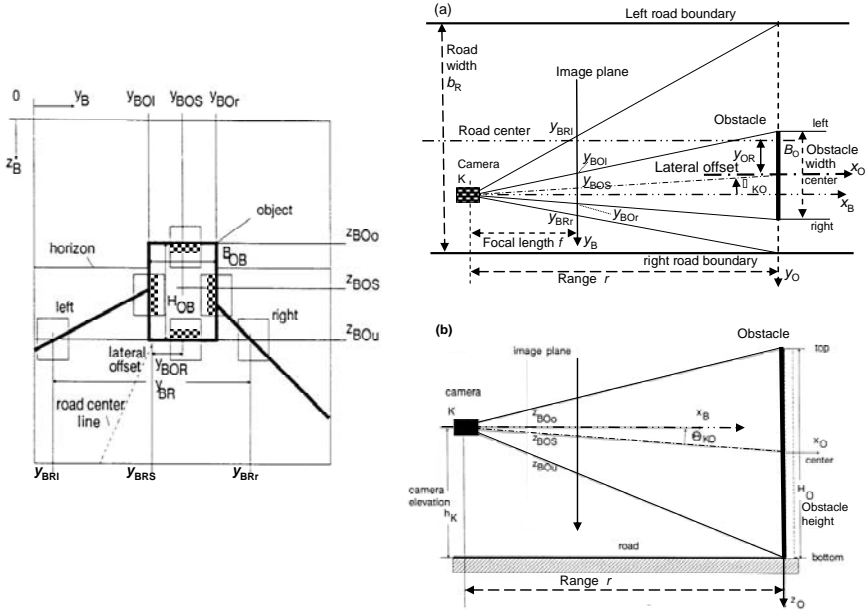 0
y_B
y_BOl
y_BOS
y_BOr
z_B
object
z_BOo
horizon
B_OB
z_BOS
H_OB
left
right
z_BOu
lateral
offset
y_BOR
y_BR
road center
line
y_BRl
y_BRS
y_BRr
(a)
Left road boundary
Road
width
b_R
Image plane
y_BRl
Obstacle
left
Road center
y_BOl
y_OR
B_O
Obstacle
width
Camera
K
Lateral offset
center
x_O
y_BOS
KO
x_B
y_BRr
y_BOr
right
Focal length f
y_B
right road boundary
Range r
y_O
(b)
Obstacle
image plane
top
camera
K
z_BOo
x_B
z_BOS
Θ_KO
x_O
center
z_BOu
camera
elevation
h_K
H_O
Obstacle
height
road
bottom
Range r
z_O